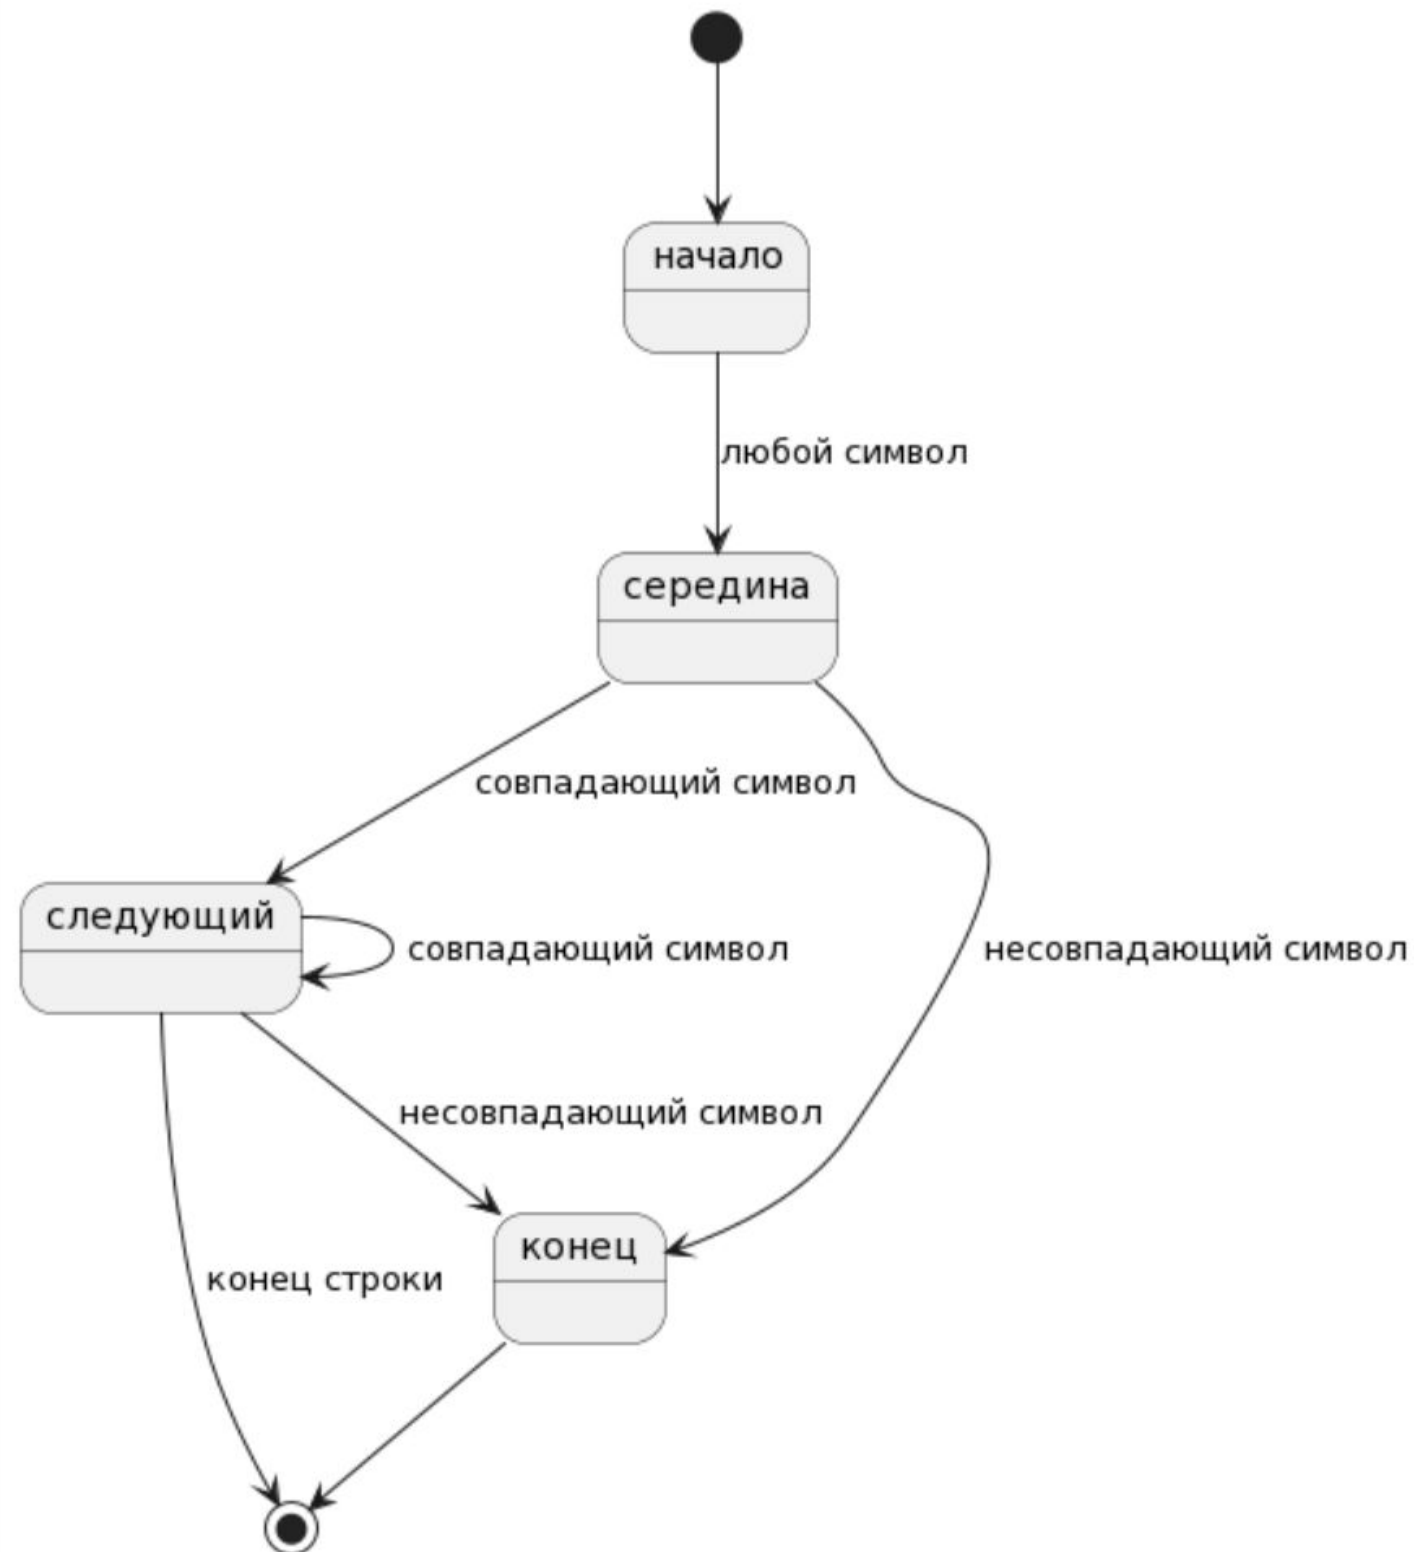 начало
любой символ
середина
совпадающий символ
следующий
совпадающий символ
несовпадающий символ
несовпадающий символ
конец
конец строки